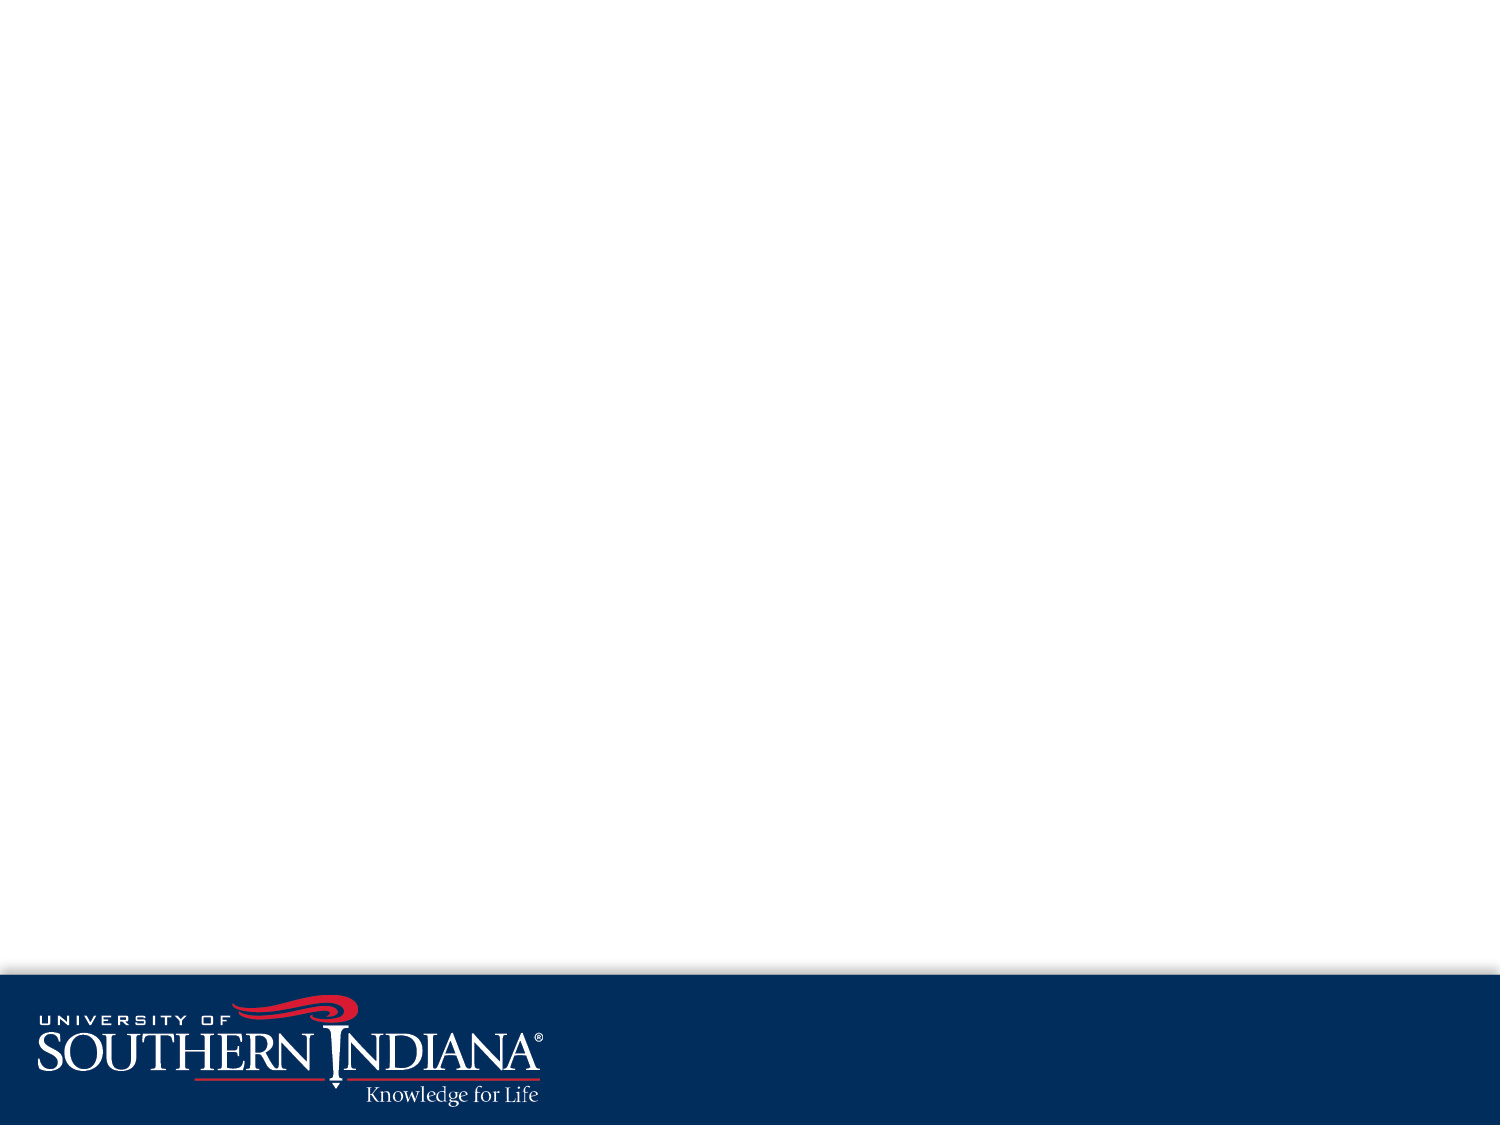 UNIVERSITY OF
SOUTHERN INDIANA®
Knowledge for Life